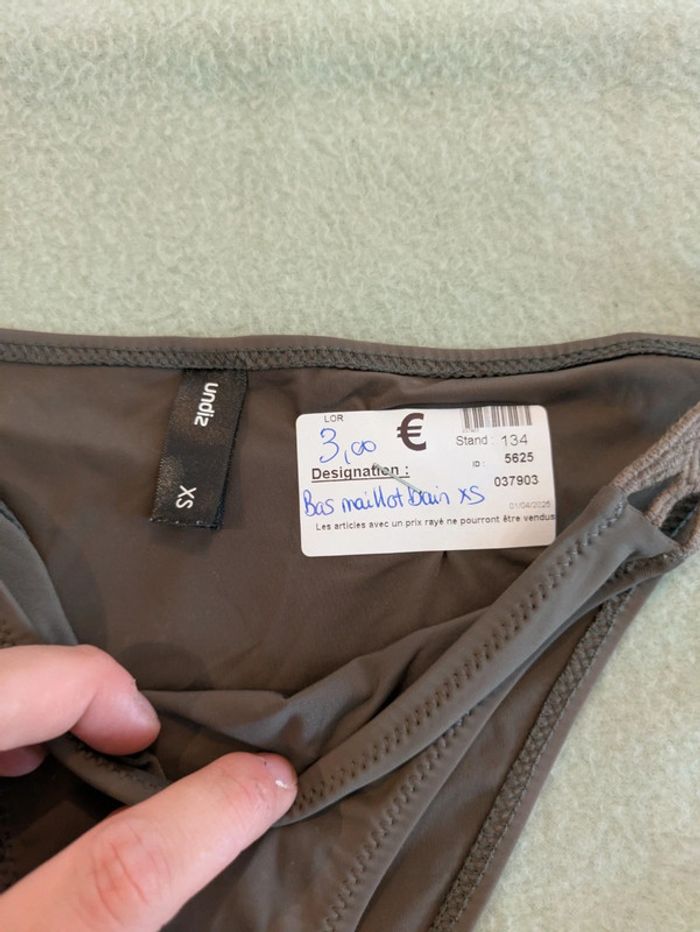 undiz
XS
LOR
3,00 €
Stand : 134
ID : 5625
Designation :
037903
Bas maillot Bain XS
01/04/2025
Les articles avec un prix rayé ne pourront être vendus